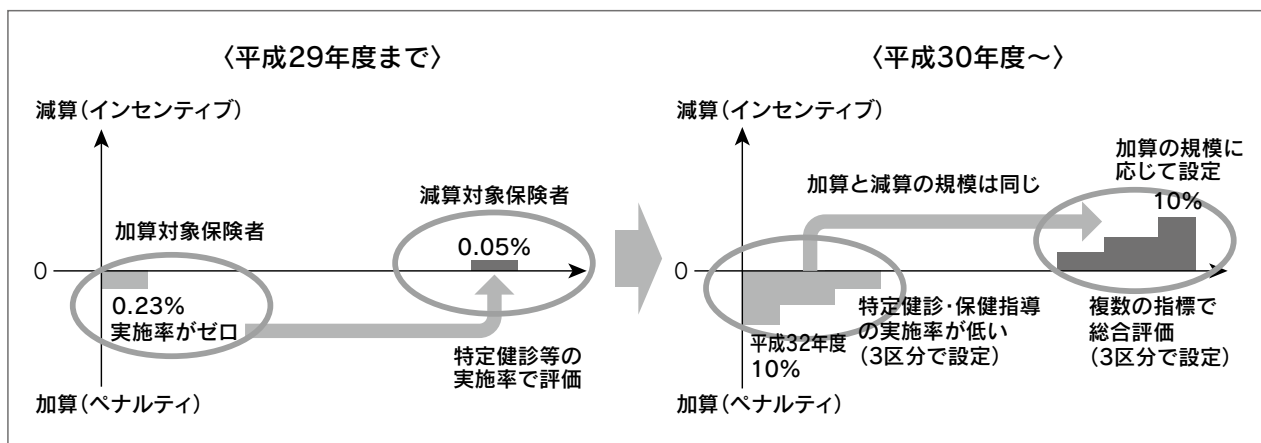 〈平成29年度まで〉
減算(インセンティブ)
減算対象保険者
加算対象保険者
0.05%
0
0.23%
実施率がゼロ
特定健診等の
実施率で評価
加算(ペナルティ)
〈平成30年度～〉
減算(インセンティブ)
加算の規模に
応じて設定
加算と減算の規模は同じ
10%
0
平成32年度
10%
特定健診・保健指導
の実施率が低い
(3区分で設定)
複数の指標で
総合評価
(3区分で設定)
加算(ペナルティ)